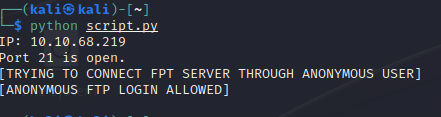 ┌──(kali㉿kali)-[~]
└─$ python script.py
IP: 10.10.68.219
Port 21 is open.
[TRYING TO CONNECT FPT SERVER THROUGH ANONYMOUS USER]
[ANONYMOUS FTP LOGIN ALLOWED]